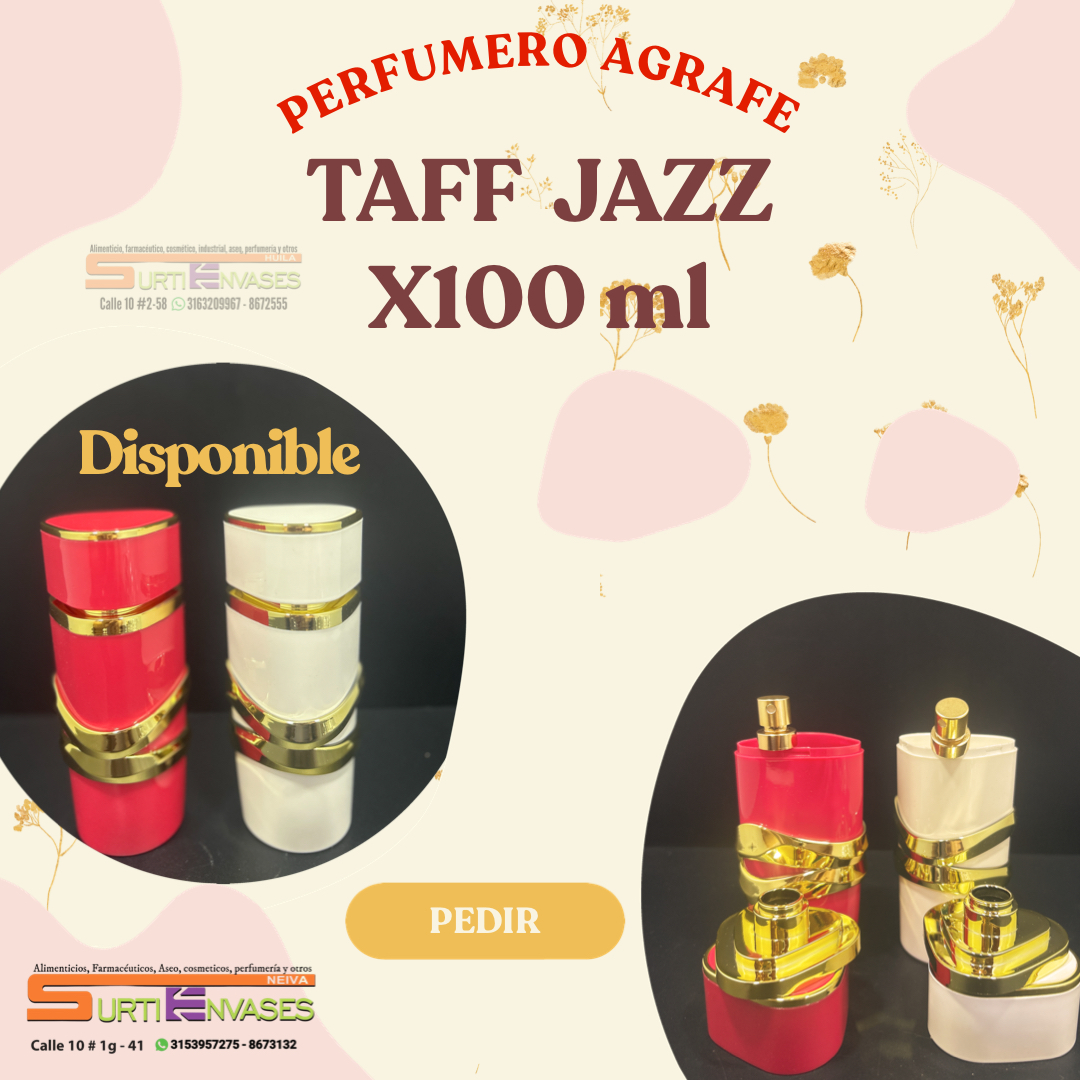 PERFUMERO AGRAFE
TAFF JAZZ
X100 ml
Alimenticio, farmacéutico, cosmético, industrial, aseo, perfumería y otros
HUILA
SURTIENVASES
Calle 10 #2-58 3163209967 - 8672555
Disponible
PEDIR
Alimenticios, Farmacéuticos, Aseo, cosmeticos, perfumería y otros
NEIVA
SURTIENVASES
Calle 10 # 1g - 41 3153957275 - 8673132